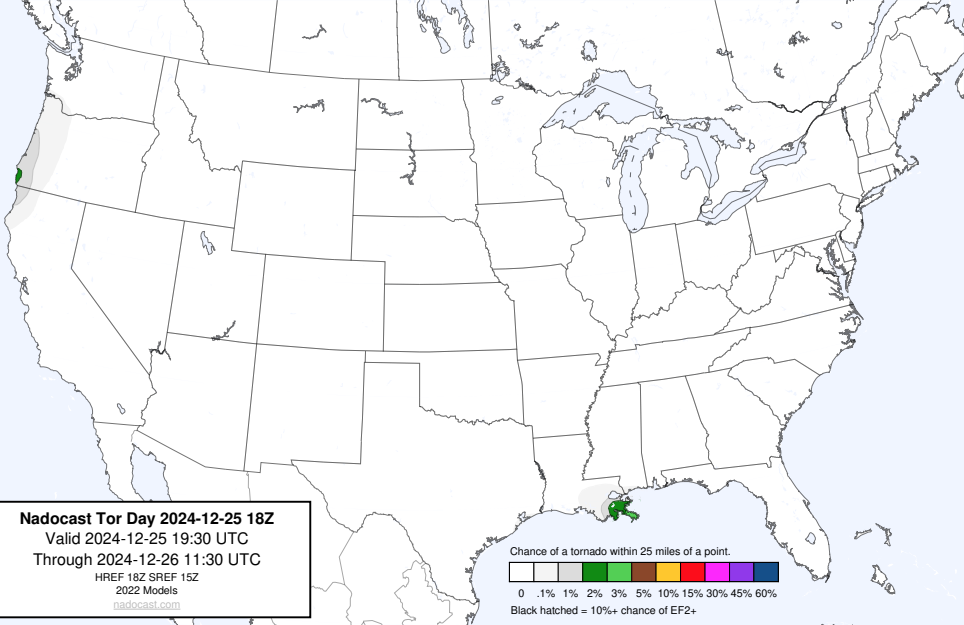 Nadocast Tor Day 2024-12-25 18Z
Valid 2024-12-25 19:30 UTC
Through 2024-12-26 11:30 UTC
HREF 18Z SREF 15Z
2022 Models
nadocast.com
Chance of a tornado within 25 miles of a point.
0 .1% 1% 2% 3% 5% 10% 15% 30% 45% 60%
Black hatched = 10%+ chance of EF2+